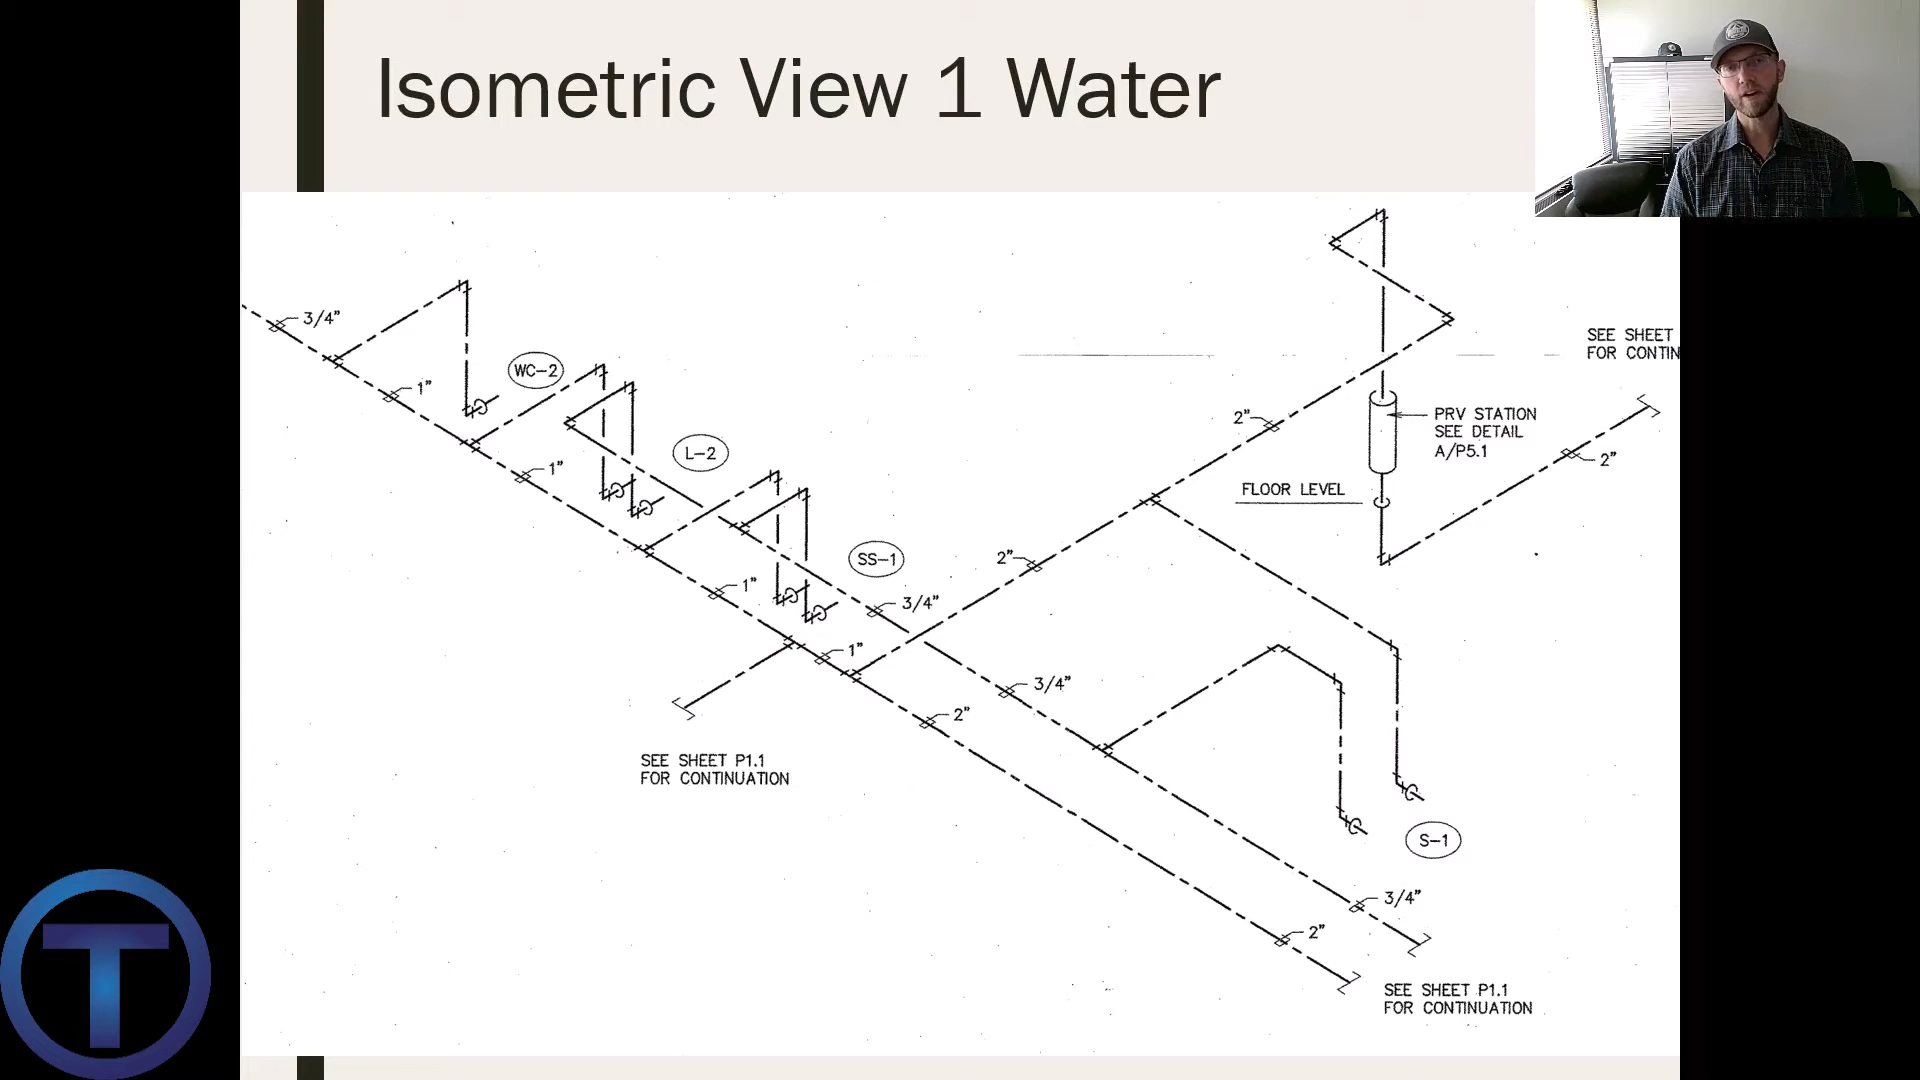 Isometric View 1 Water
3/4"
1"
WC-2
1"
L-2
1"
SS-1
3/4"
1"
SEE SHEET P1.1
FOR CONTINUATION
2"
3/4"
2"
2"
FLOOR LEVEL
PRV STATION
SEE DETAIL
A/P5.1
SEE SHEET
FOR CONTIN
2"
S-1
3/4"
2"
SEE SHEET P1.1
FOR CONTINUATION
T